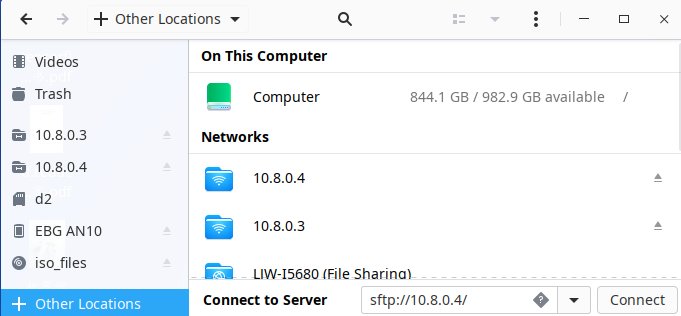 Other Locations
Videos
Trash
10.8.0.3
10.8.0.4
d2
EBG AN10
iso_files
Other Locations
On This Computer
Computer 844.1 GB / 982.9 GB available /
Networks
10.8.0.4
10.8.0.3
LIW-I5680 (File Sharing)
Connect to Server sftp://10.8.0.4/ Connect